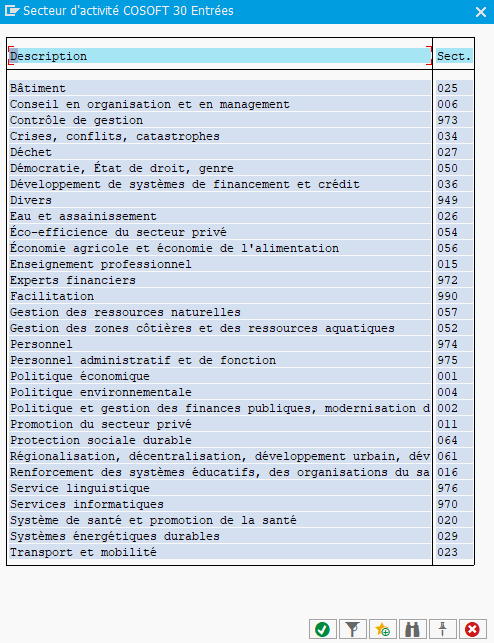 Secteur d'activité COSOFT 30 Entrées
Description Sect.
Bâtiment 025
Conseil en organisation et en management 006
Contrôle de gestion 973
Crises, conflits, catastrophes 034
Déchet 027
Démocratie, État de droit, genre 050
Développement de systèmes de financement et crédit 036
Divers 949
Eau et assainissement 026
Éco-efficience du secteur privé 054
Économie agricole et économie de l'alimentation 056
Enseignement professionnel 015
Experts financiers 972
Facilitation 990
Gestion des ressources naturelles 057
Gestion des zones côtières et des ressources aquatiques 052
Personnel 974
Personnel administratif et de fonction 975
Politique économique 001
Politique environnementale 004
Politique et gestion des finances publiques, modernisation d 002
Promotion du secteur privé 011
Protection sociale durable 064
Régionalisation, décentralisation, développement urbain, dév 061
Renforcement des systèmes éducatifs, des organisations du sa 016
Service linguistique 976
Services informatiques 970
Système de santé et promotion de la santé 020
Systèmes énergétiques durables 029
Transport et mobilité 023